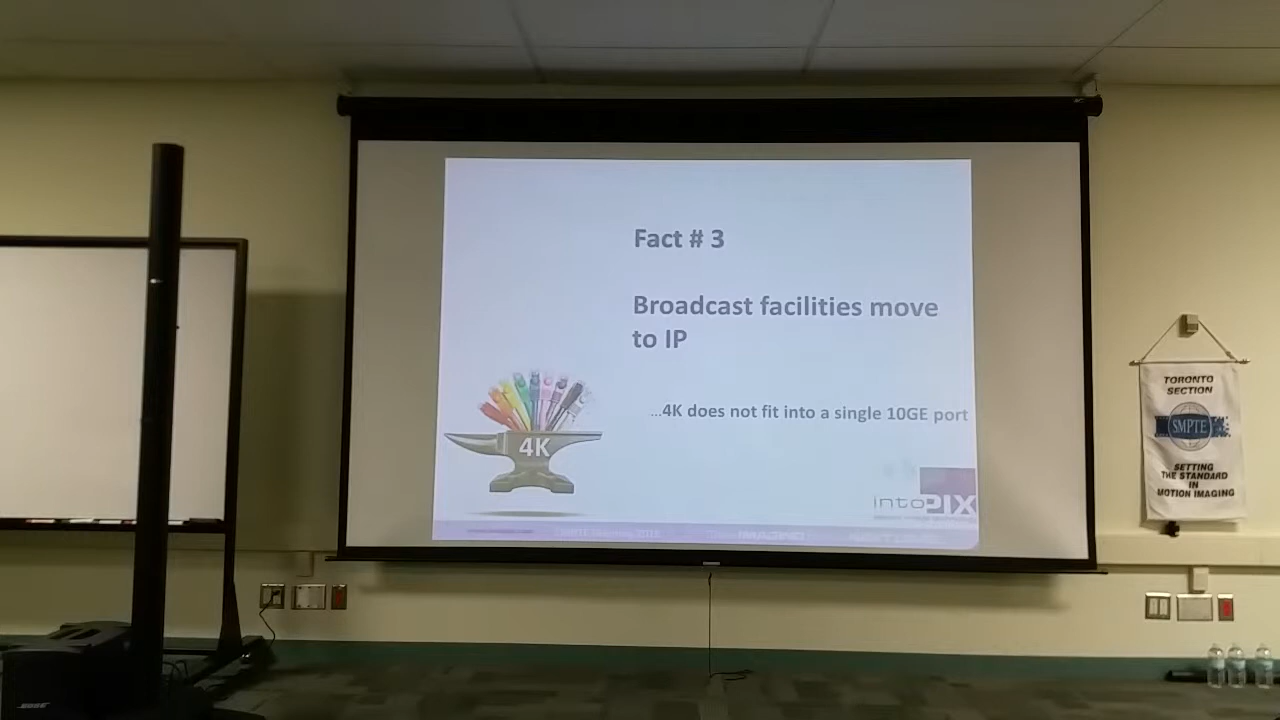 Fact # 3
Broadcast facilities move
to IP
...4K does not fit into a single 10GE port
4K
intoPIX
TORONTO
SECTION
SMPTE
SETTING
THE STANDARD
IN
MOTION IMAGING
BOSE